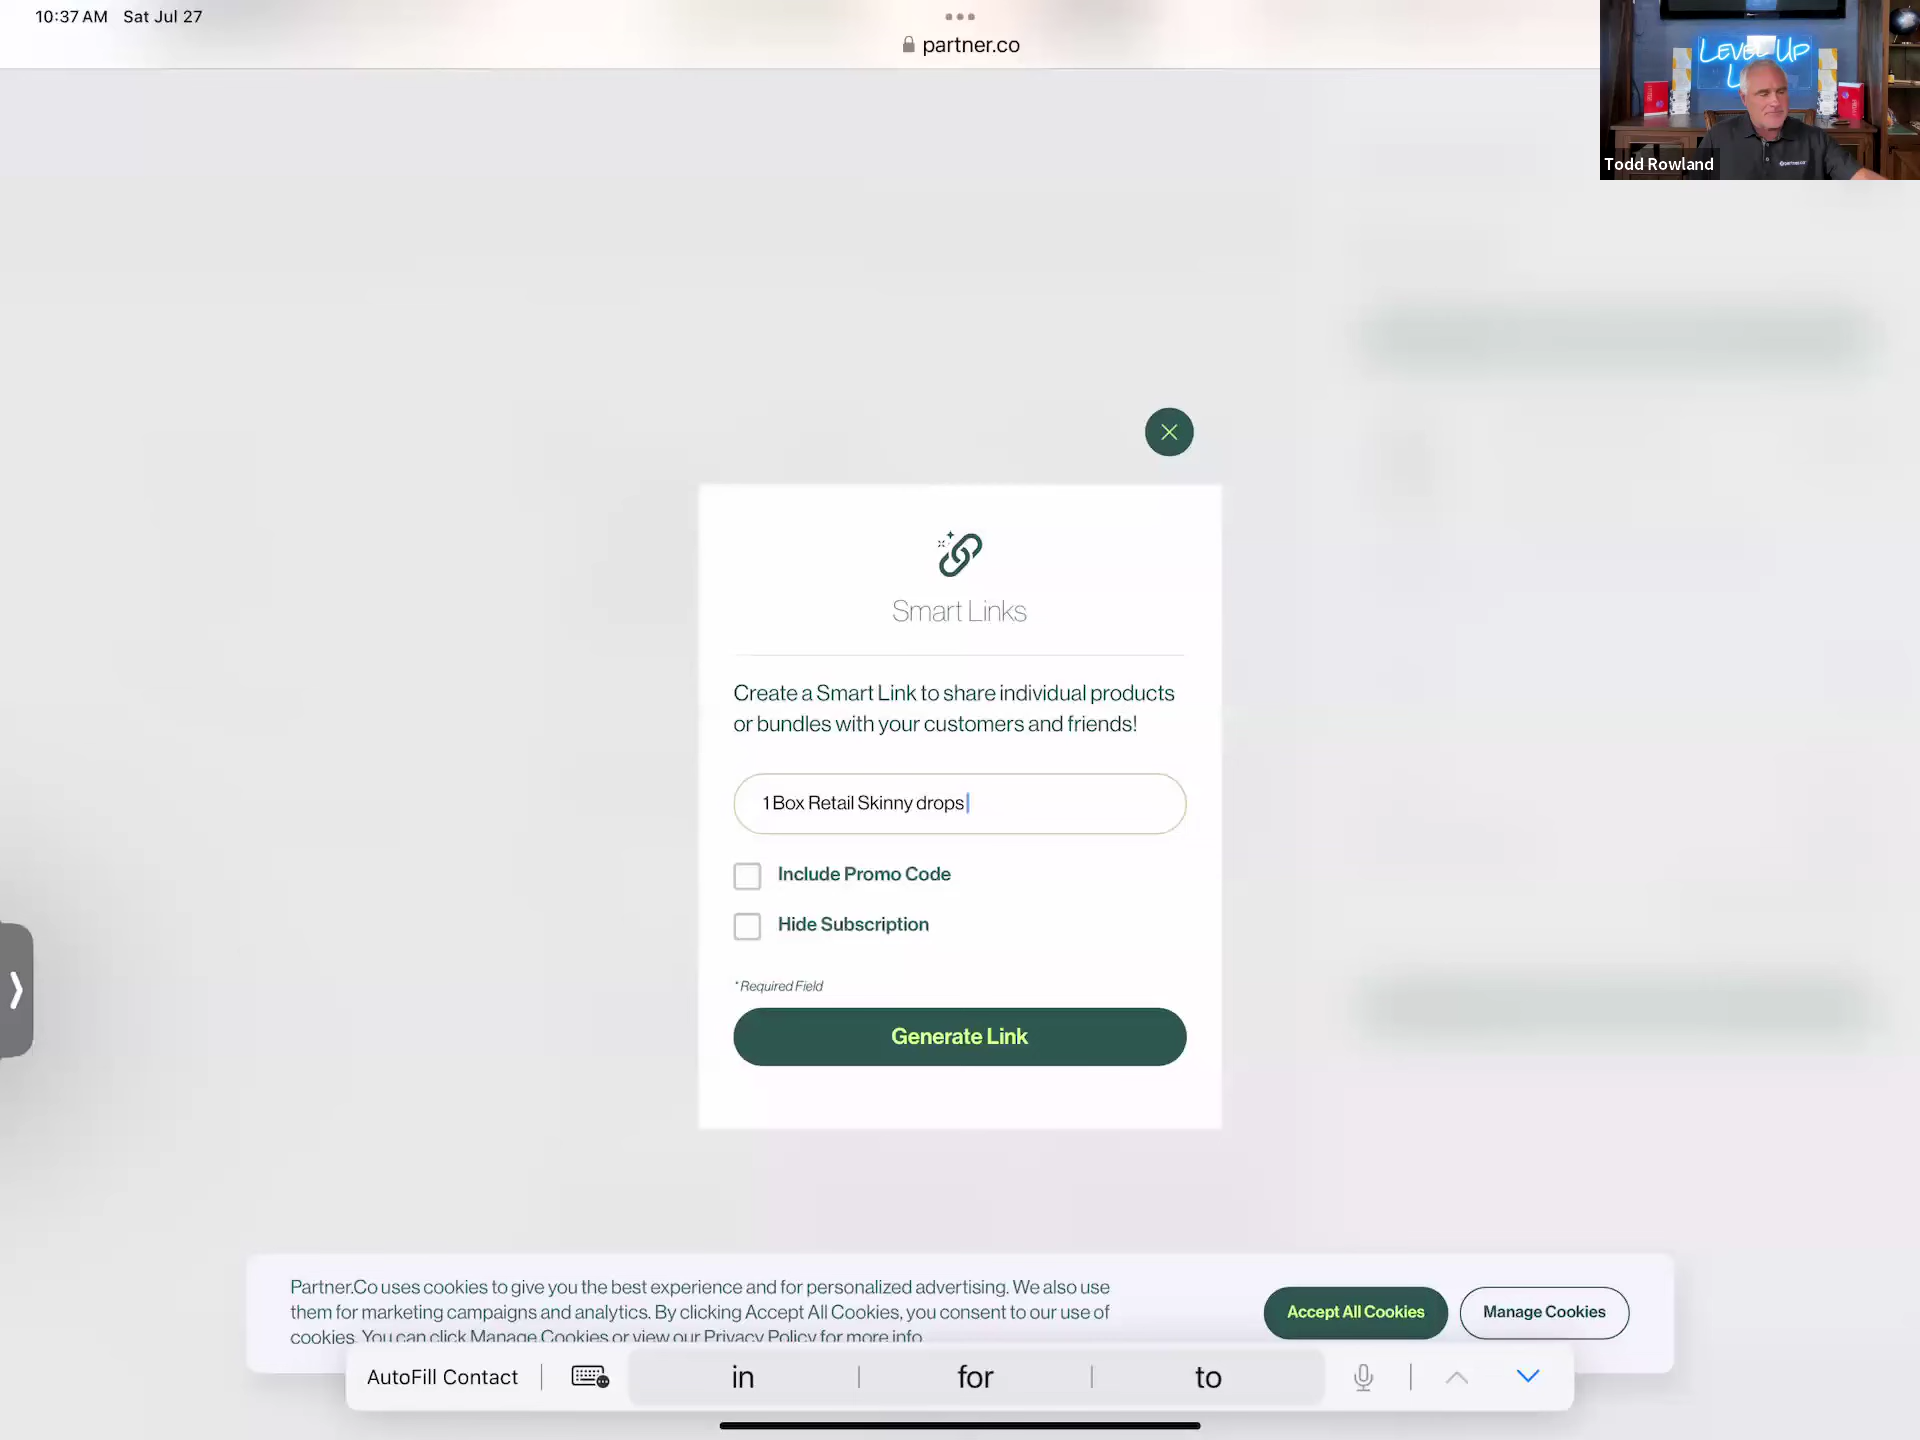 10:37 AM Sat Jul 27
partner.co
LEVEL UP
Todd Rowland
Smart Links
Create a Smart Link to share individual products
or bundles with your customers and friends!
1 Box Retail Skinny drops
Include Promo Code
Hide Subscription
* Required Field
Generate Link
Partner.Co uses cookies to give you the best experience and for personalized advertising. We also use
them for marketing campaigns and analytics. By clicking Accept All Cookies, you consent to our use of
cookies. You can click Manage Cookies or view our Privacy Policy for more info.
Accept All Cookies
Manage Cookies
AutoFill Contact
in
for
to